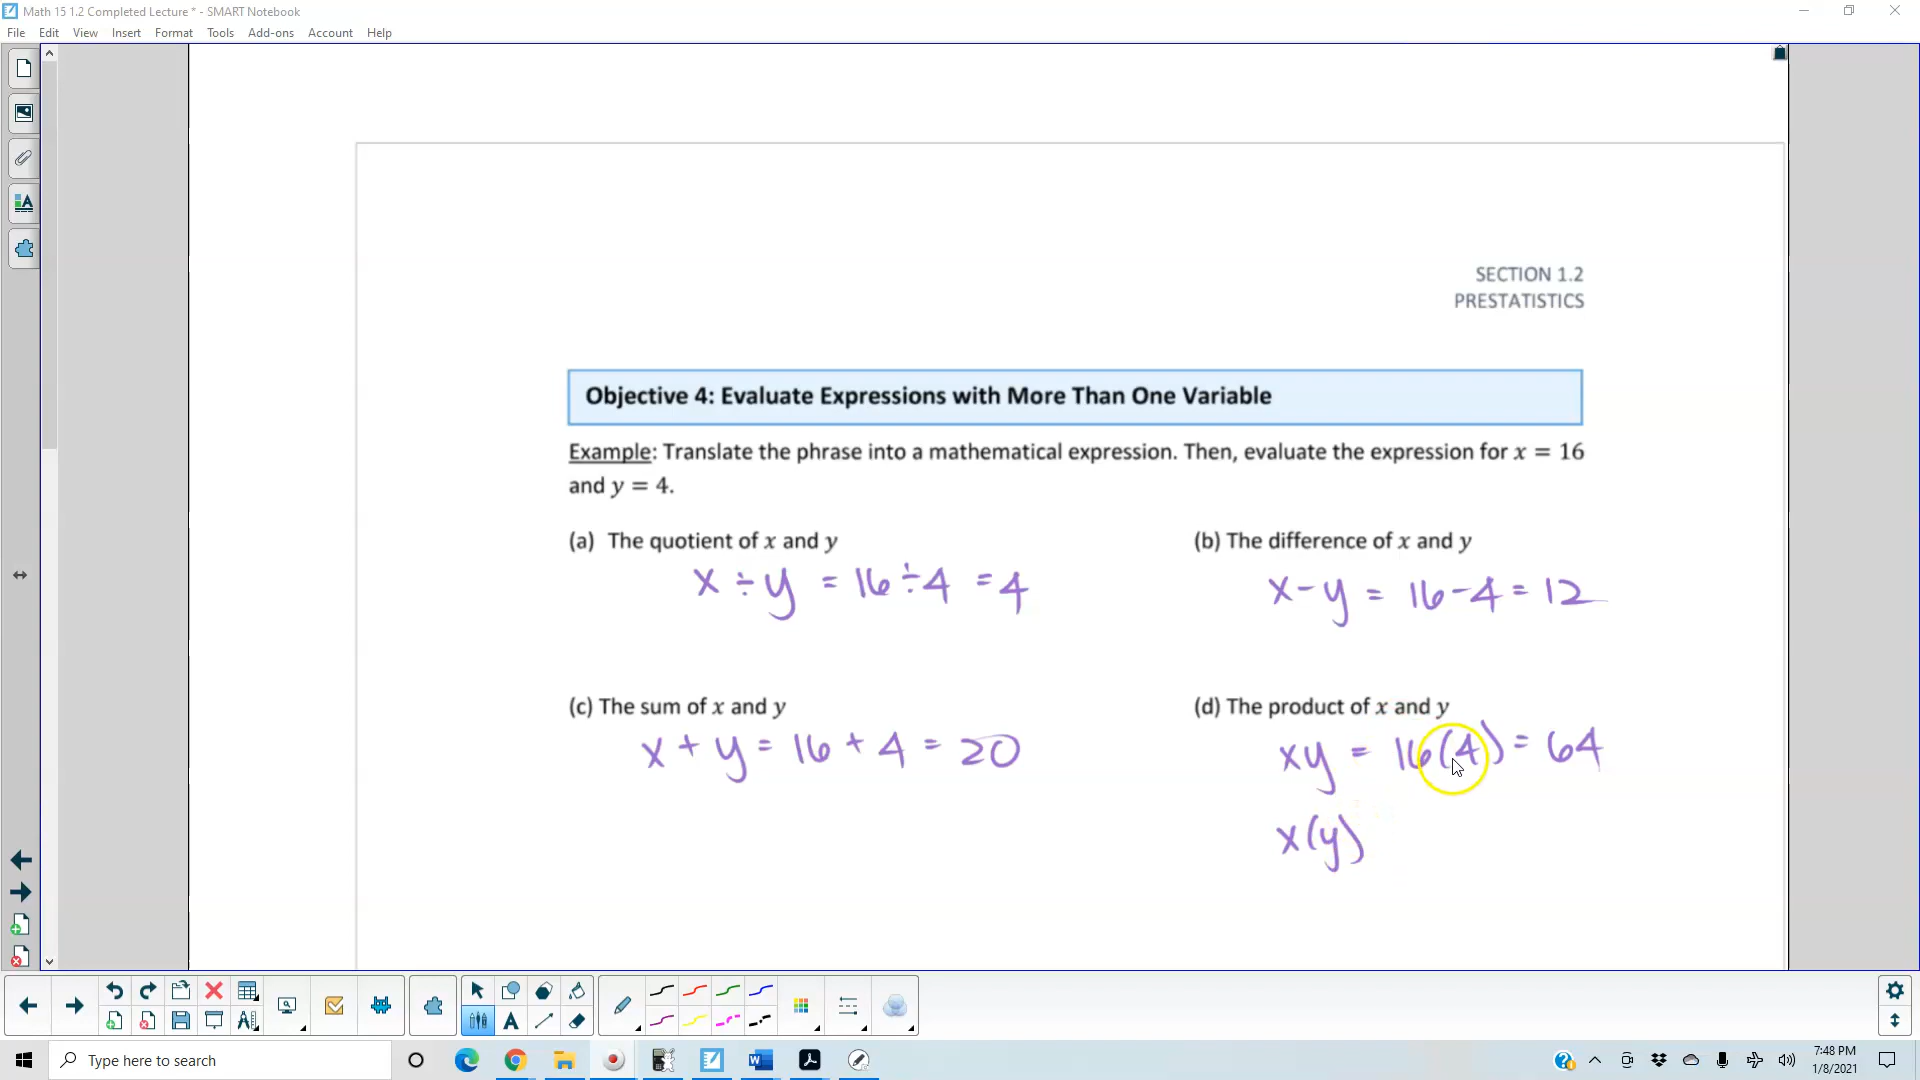 Math 15 1.2 Completed Lecture * - SMART Notebook
File Edit View Insert Format Tools Add-ons Account Help
SECTION 1.2
PRESTATISTICS
Objective 4: Evaluate Expressions with More Than One Variable
Example: Translate the phrase into a mathematical expression. Then, evaluate the expression for x = 16
and y = 4.
(a) The quotient of x and y
x ÷ y = 16 ÷ 4 = 4
(b) The difference of x and y
x - y = 16 - 4 = 12
(c) The sum of x and y
x + y = 16 + 4 = 20
(d) The product of x and y
xy = 16(4) = 64
x(y)
Type here to search
7:48 PM
1/8/2021